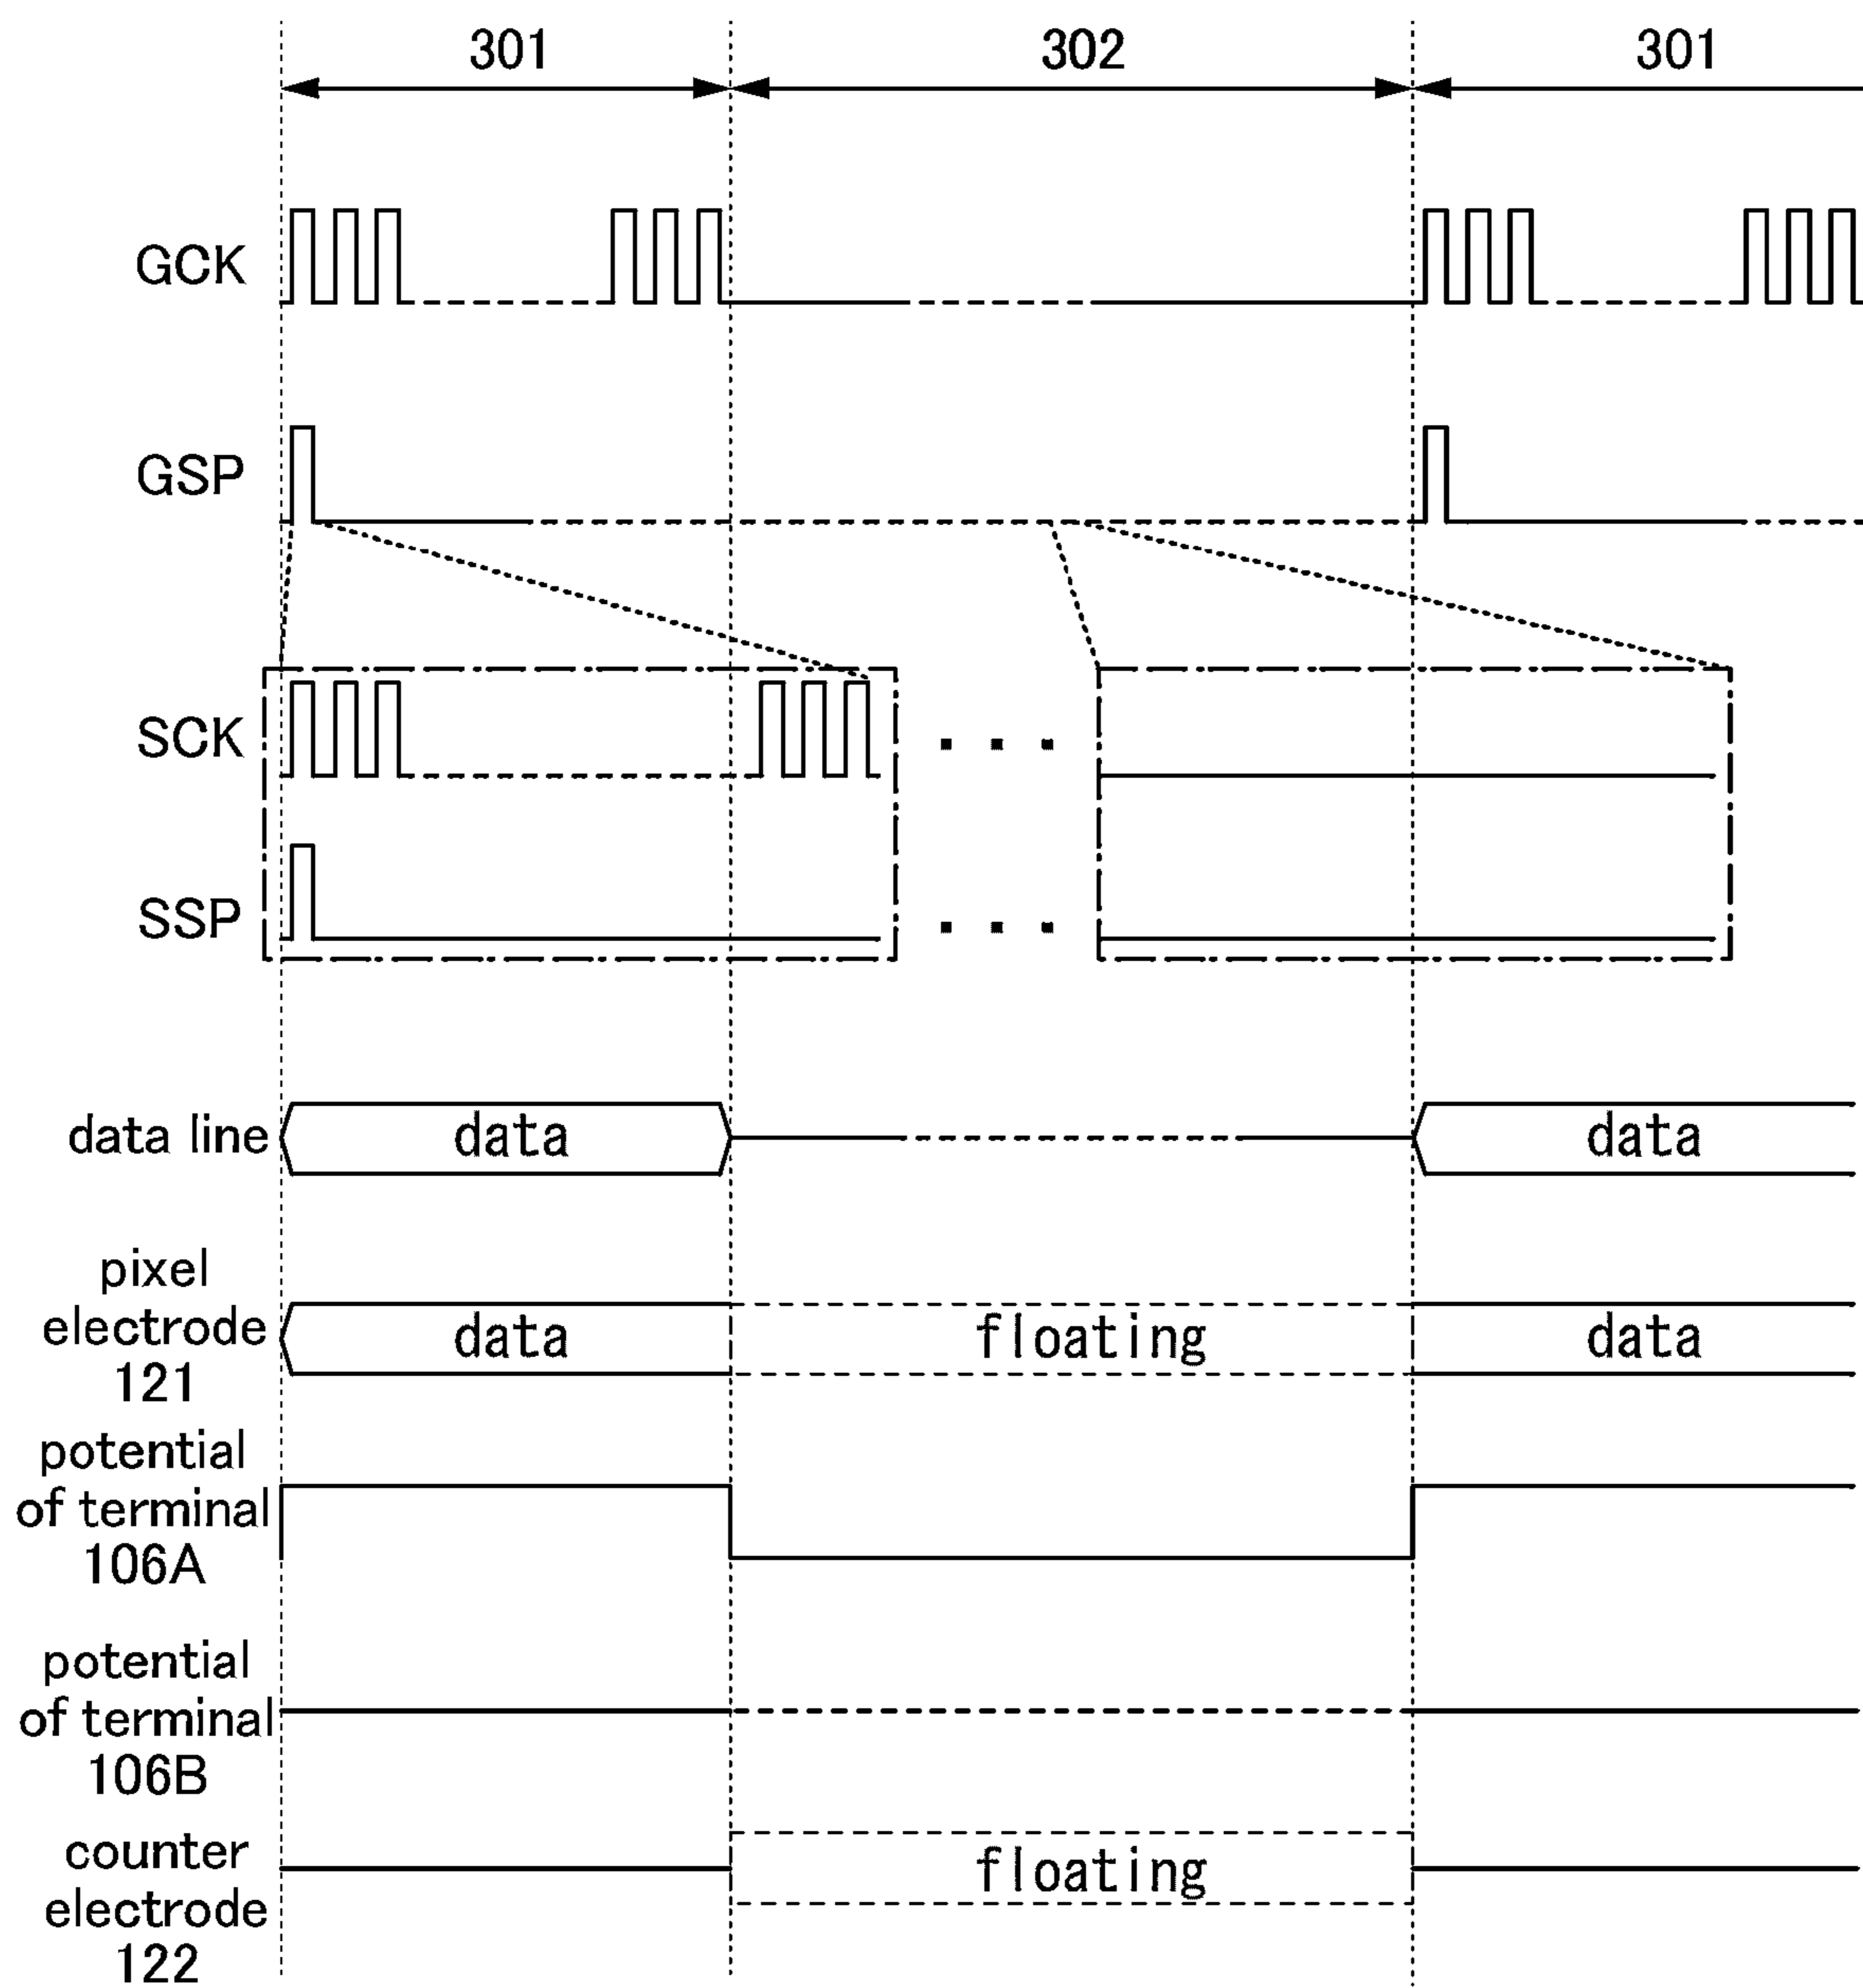 301 302 301
GCK
GSP
SCK
SSP
data line data data
pixel
electrode
121
data floating data
potential
of terminal
106A
potential
of terminal
106B
counter
electrode
122
floating